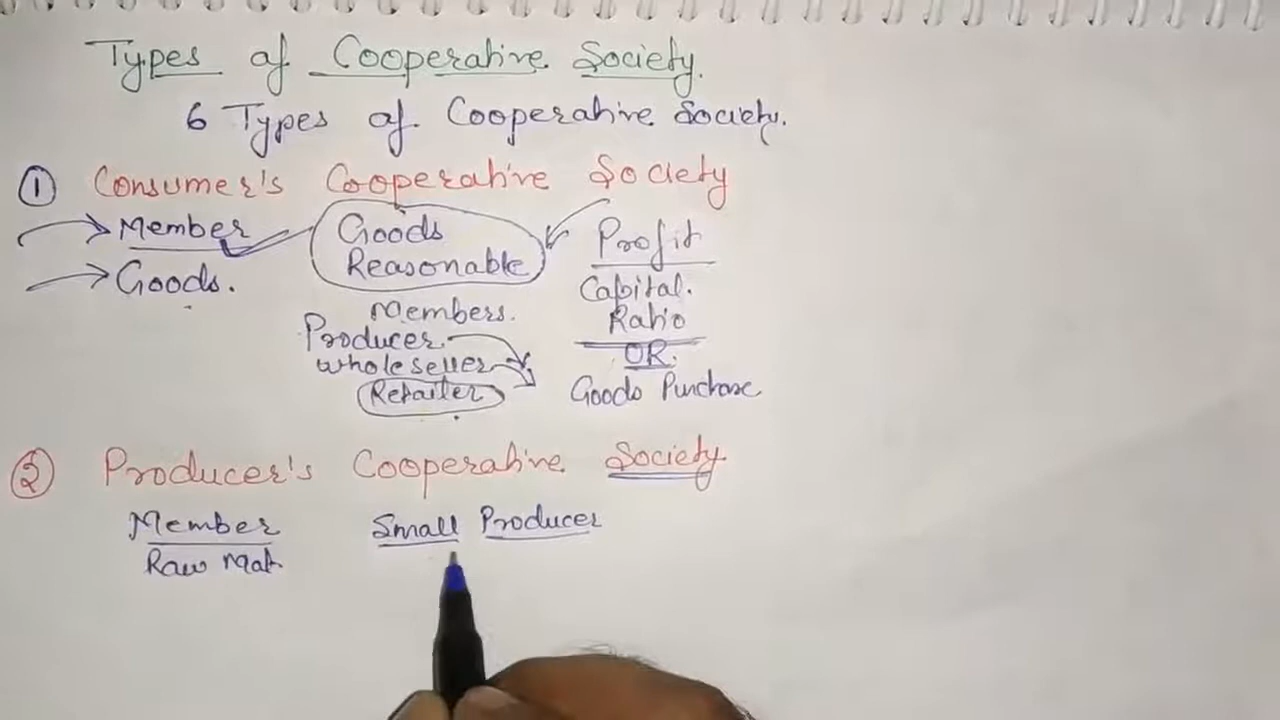 Types of Cooperative Society.
6 Types of Cooperative Society.
① Consumer's Cooperative Society
Member
Goods.
Goods
Reasonable
Members.
Producer
wholeseller
Retailer
Profit
Capital.
Ratio
OR.
Goods Purchase
② Producer's Cooperative Society
Member
Raw Mat
Small Producer